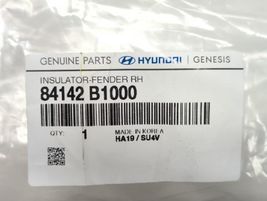 GENUINE PARTS HYUNDAI GENESIS
INSULATOR-FENDER RH
84142 B1000
QTY: 1 MADE IN KOREA
HA19 / SU4V